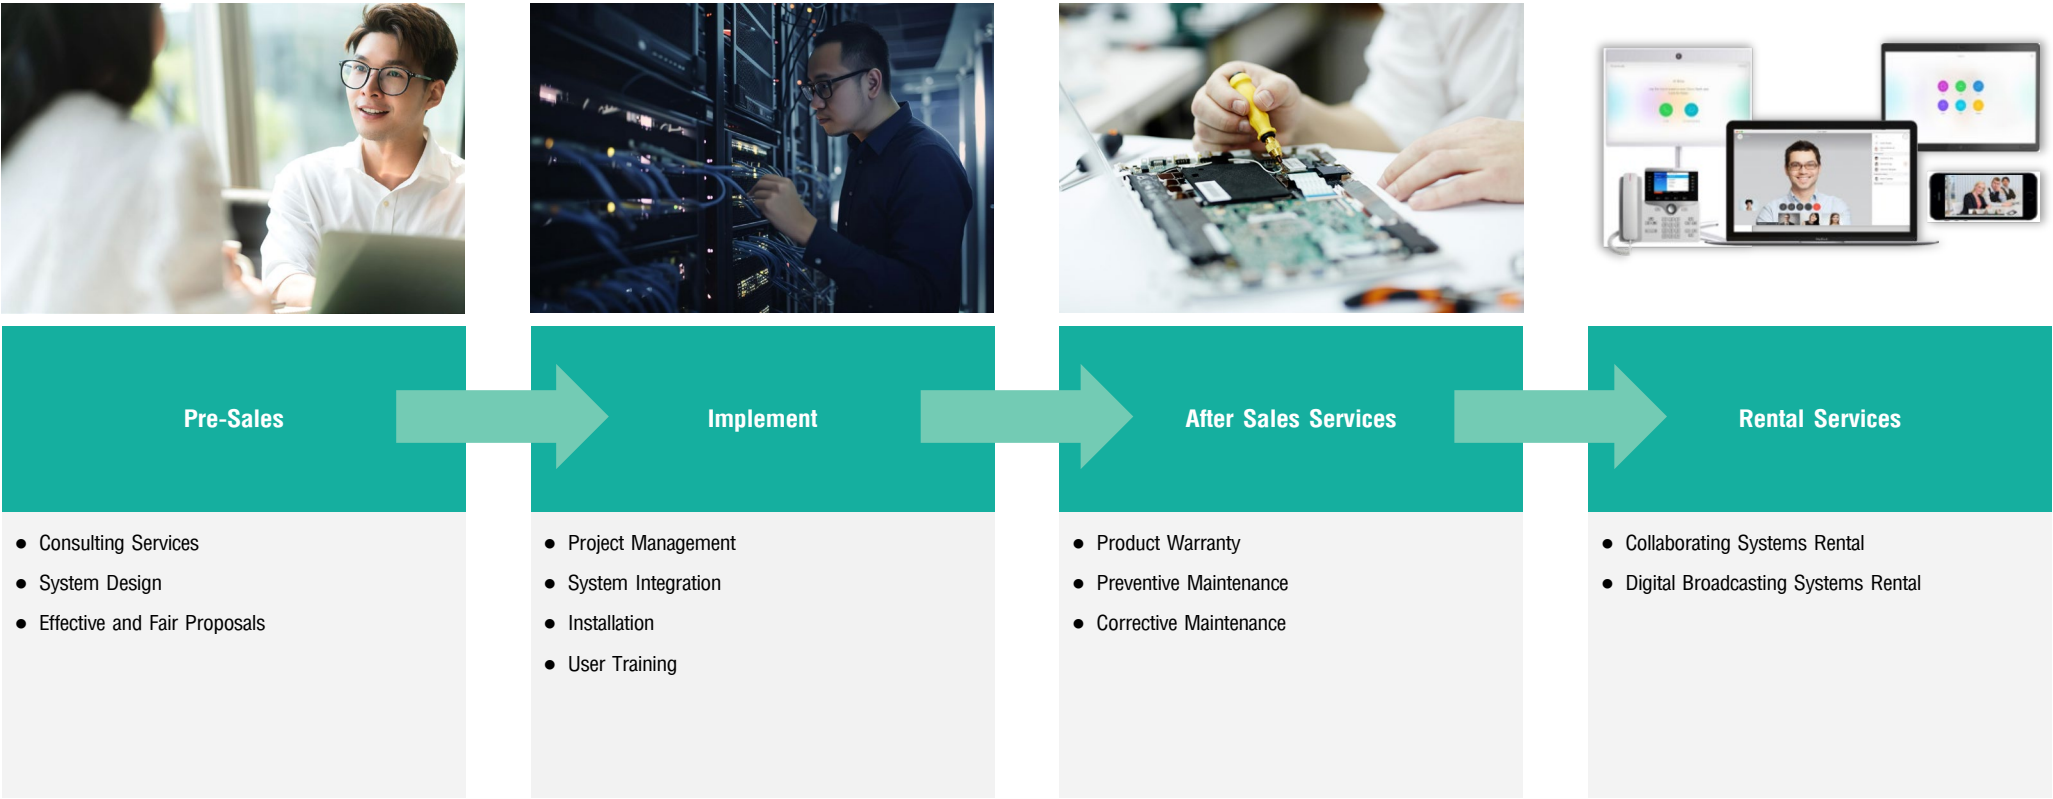 Pre-Sales
● Consulting Services
● System Design
● Effective and Fair Proposals
Implement
● Project Management
● System Integration
● Installation
● User Training
After Sales Services
● Product Warranty
● Preventive Maintenance
● Corrective Maintenance
Rental Services
● Collaborating Systems Rental
● Digital Broadcasting Systems Rental